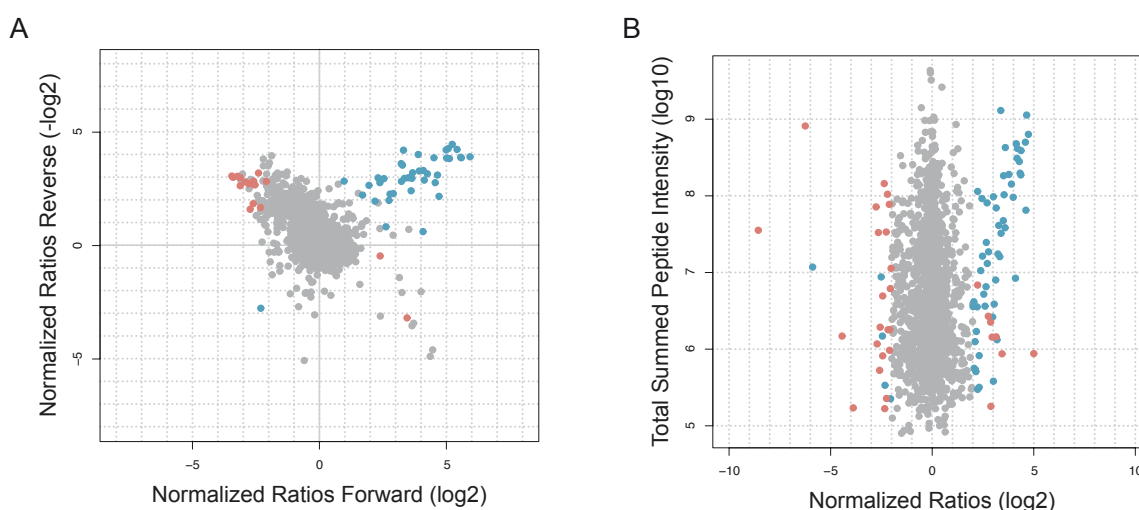 A
Normalized Ratios Reverse (-log2)
5
0
−5
−5
0
5
Normalized Ratios Forward (log2)
B
Total Summed Peptide Intensity (log10)
9
8
7
6
5
−10
−5
0
5
10
Normalized Ratios (log2)